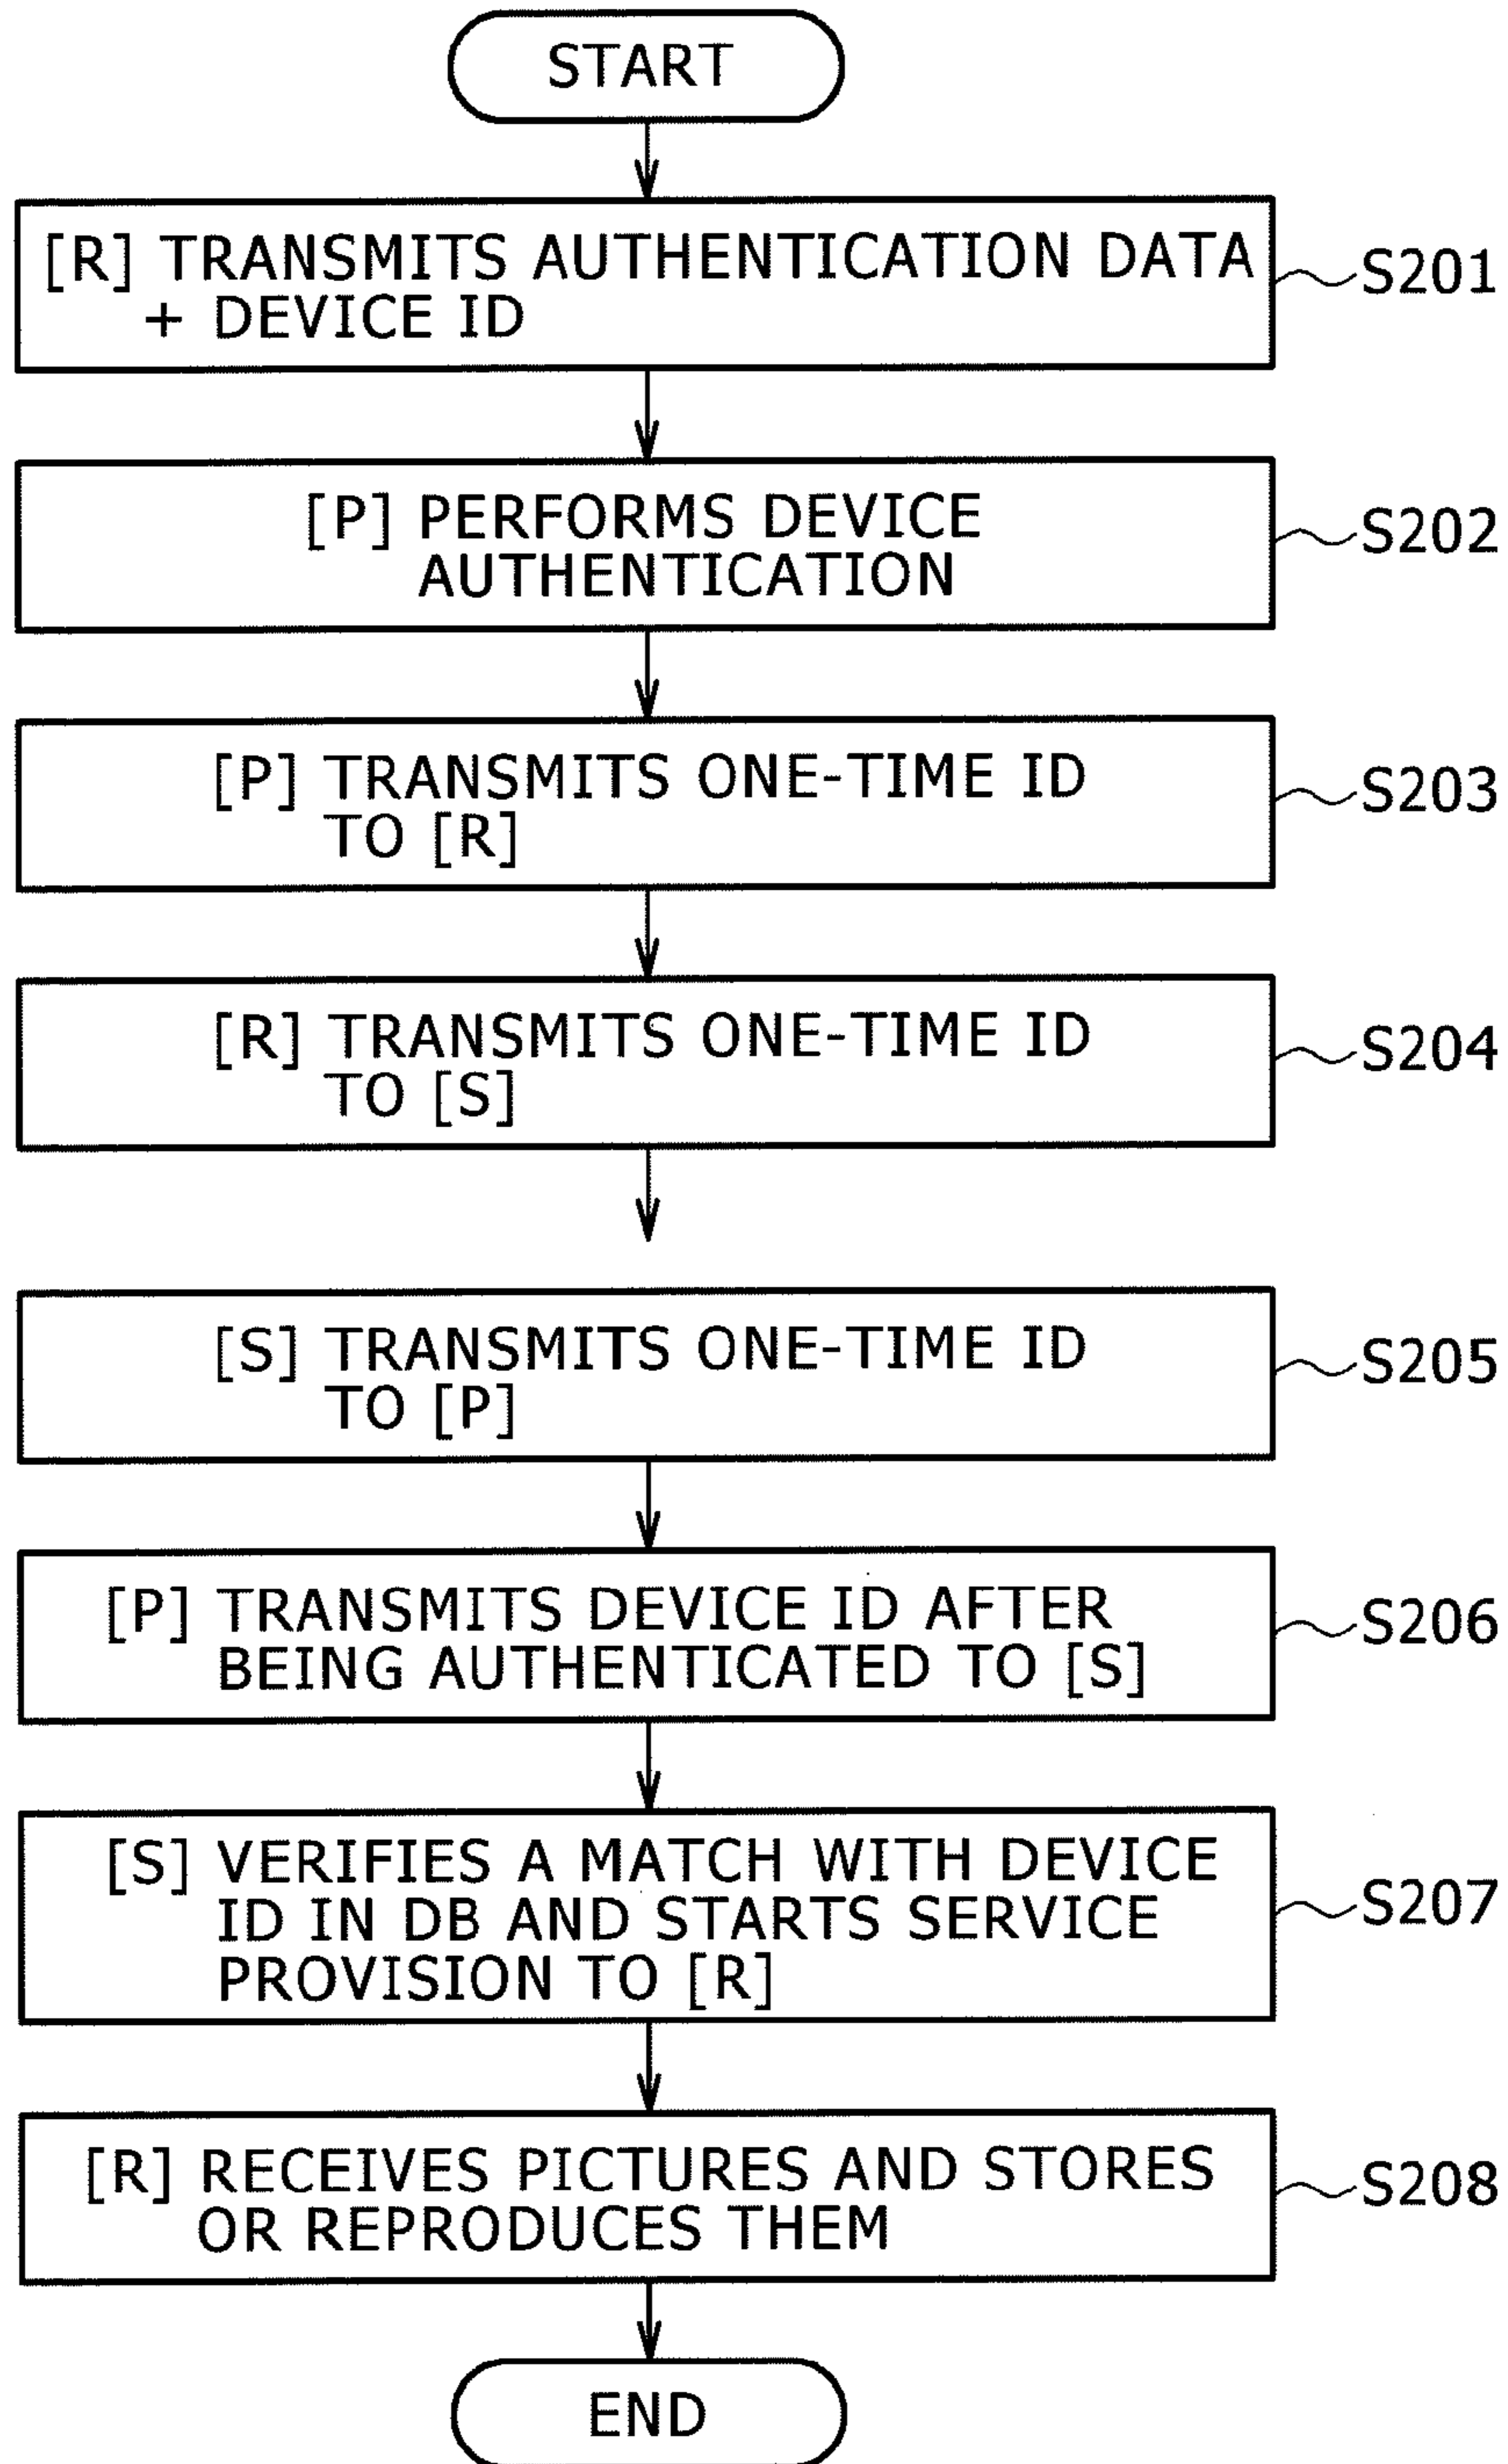 START
[R] TRANSMITS AUTHENTICATION DATA
+ DEVICE ID
S201
[P] PERFORMS DEVICE
AUTHENTICATION
S202
[P] TRANSMITS ONE-TIME ID
TO [R]
S203
[R] TRANSMITS ONE-TIME ID
TO [S]
S204
[S] TRANSMITS ONE-TIME ID
TO [P]
S205
[P] TRANSMITS DEVICE ID AFTER
BEING AUTHENTICATED TO [S]
S206
[S] VERIFIES A MATCH WITH DEVICE
ID IN DB AND STARTS SERVICE
PROVISION TO [R]
S207
[R] RECEIVES PICTURES AND STORES
OR REPRODUCES THEM
S208
END